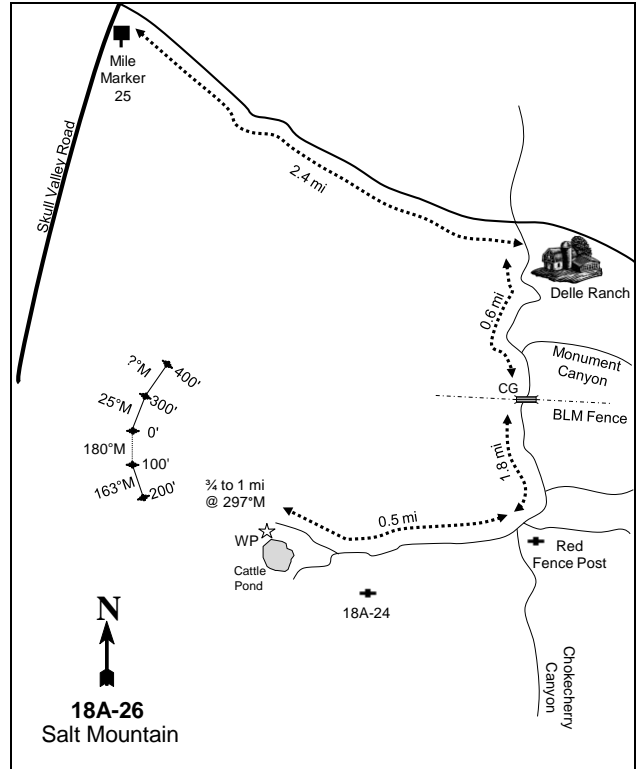 Mile
Marker
25
Skull Valley Road
2.4 mi
Delle Ranch
0.6 mi
Monument
Canyon
CG
BLM Fence
?°M
400'
25°M
300'
0'
180°M
100'
163°M
200'
1.8 mi
¾ to 1 mi
@ 297°M
0.5 mi
WP
Cattle
Pond
Red
Fence Post
18A-24
Chokecherry
Canyon
N
18A-26
Salt Mountain